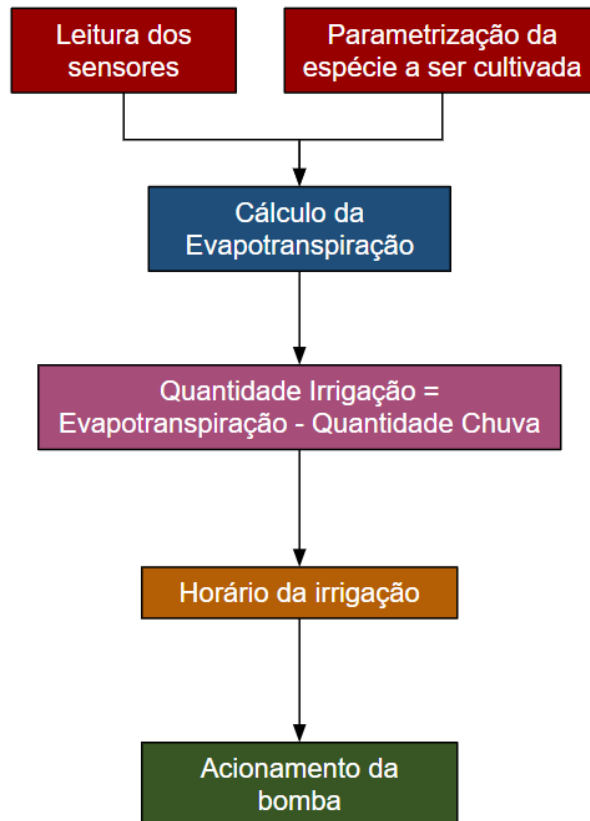 Leitura dos
sensores
Parametrização da
espécie a ser cultivada
Cálculo da
Evapotranspiração
Quantidade Irrigação =
Evapotranspiração - Quantidade Chuva
Horário da irrigação
Acionamento da
bomba